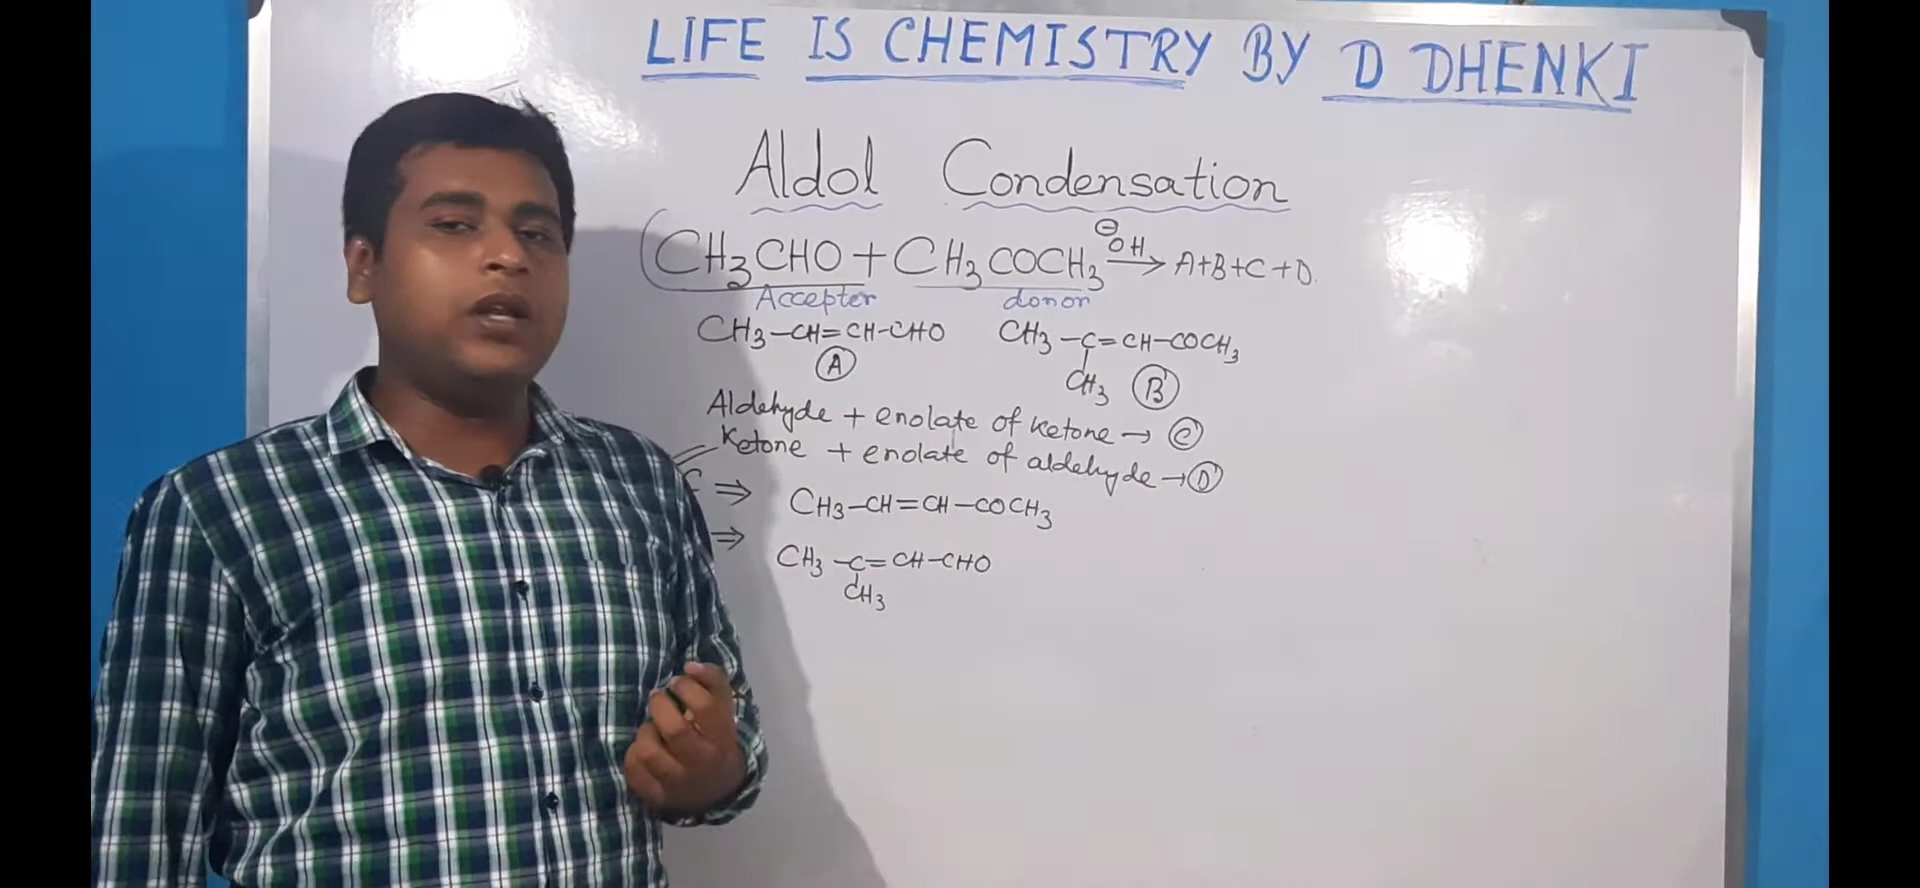 LIFE IS CHEMISTRY BY D DHENKI
Aldol Condensation
CH₃CHO + CH₃COCH₃ ⊖OH → A+B+C+D.
Accepter donor
CH₃–CH=CH–CHO CH₃–C=CH–COCH₃
CH₃
(A) (B)
Aldehyde + enolate of ketone → (C)
Ketone + enolate of aldehyde → (D)
C ⇒ CH₃–CH=CH–COCH₃
⇒ CH₃–C=CH–CHO
CH₃